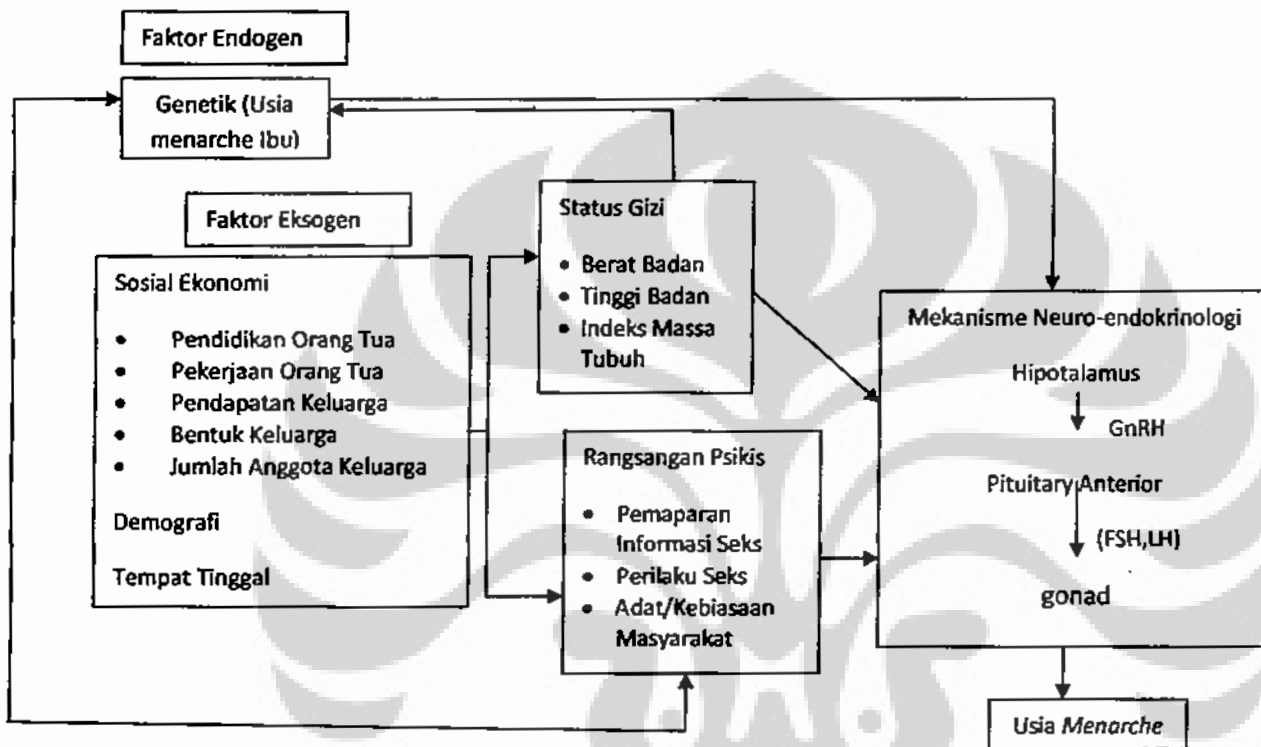 Faktor Endogen
Genetik (Usia
menarche Ibu)
Faktor Eksogen
Sosial Ekonomi
• Pendidikan Orang Tua
• Pekerjaan Orang Tua
• Pendapatan Keluarga
• Bentuk Keluarga
• Jumlah Anggota Keluarga
Demografi
Tempat Tinggal
Status Gizi
• Berat Badan
• Tinggi Badan
• Indeks Massa
Tubuh
Rangsangan Psikis
• Pemaparan
Informasi Seks
• Perilaku Seks
• Adat/Kebiasaan
Masyarakat
Mekanisme Neuro-endokrinologi
Hipotalamus
GnRH
Pituitary Anterior
(FSH,LH)
gonad
Usia Menarche